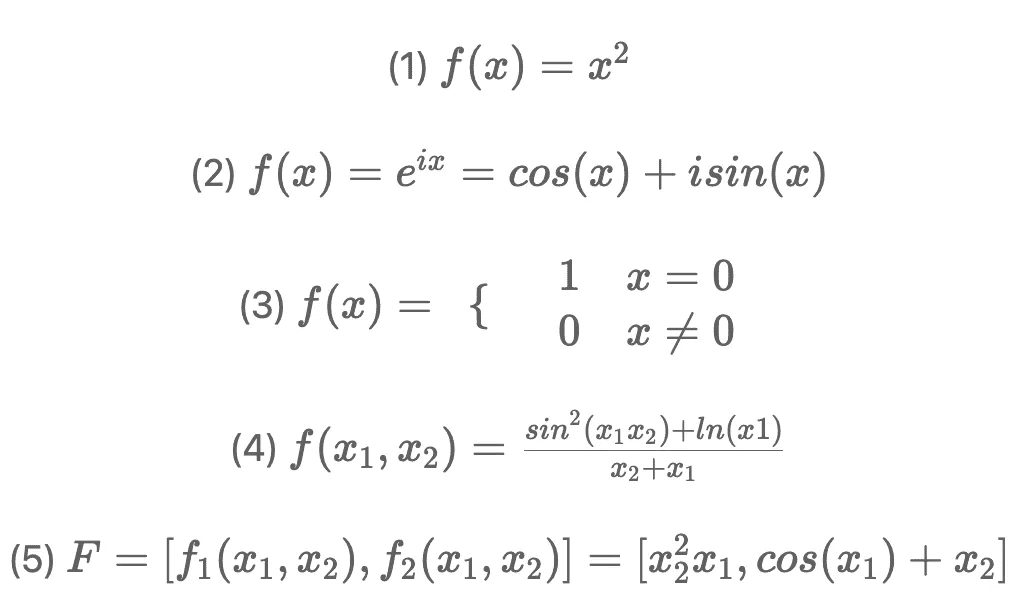 (1) f(x) = x²
(2) f(x) = e^{ix} = cos(x) + isin(x)
(3) f(x) = {
1 x = 0
0 x ≠ 0
(4) f(x₁, x₂) = \frac{sin²(x₁x₂)+ln(x1)}{x₂+x₁}
(5) F = [f₁(x₁, x₂), f₂(x₁, x₂)] = [x₂²x₁, cos(x₁) + x₂]